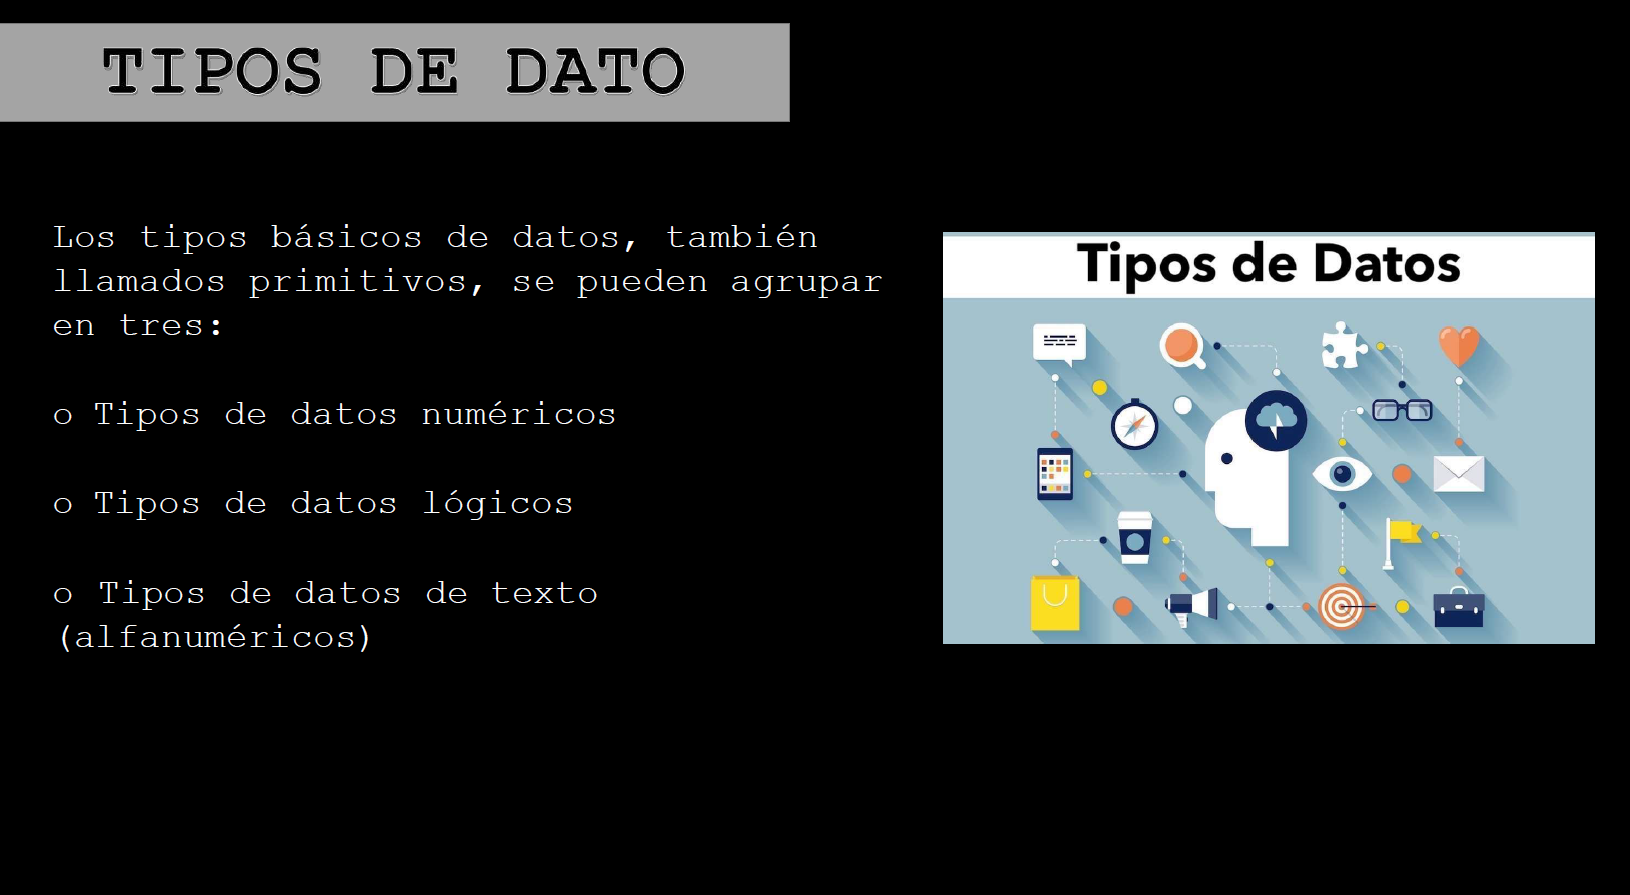 TIPOS DE DATO
Los tipos básicos de datos, también
llamados primitivos, se pueden agrupar
en tres:
o Tipos de datos numéricos
o Tipos de datos lógicos
o Tipos de datos de texto
(alfanuméricos)
Tipos de Datos